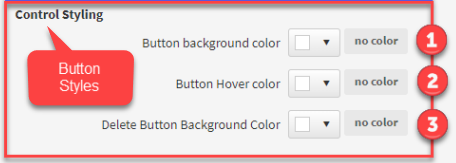 Control Styling
Button
Styles
Button background color no color 1
Button Hover color no color 2
Delete Button Background Color no color 3